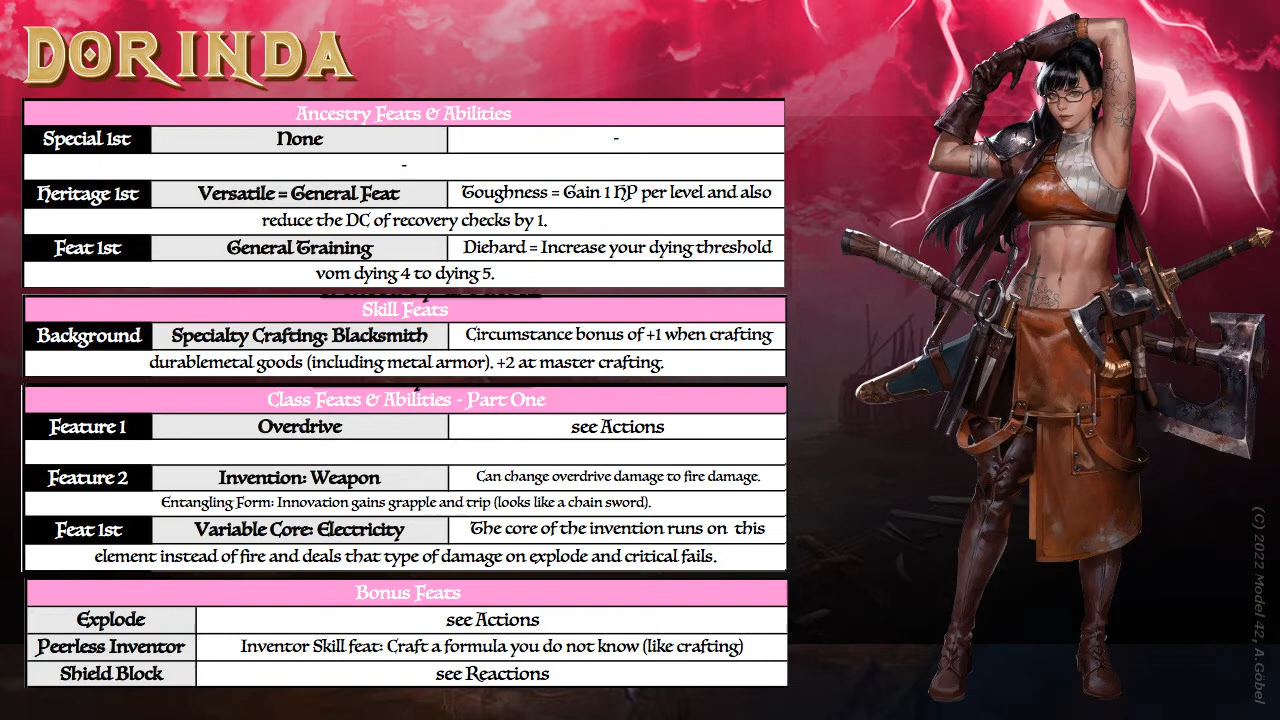 DORINDA
Ancestry Feats & Abilities
Special 1st None -
-
Heritage 1st Versatile = General Feat Toughness = Gain 1 HP per level and also
reduce the DC of recovery checks by 1.
Feat 1st General Training Diehard = Increase your dying threshold
vom dying 4 to dying 5.
Skill Feats
Background Specialty Crafting: Blacksmith Circumstance bonus of +1 when crafting
durablemetal goods (including metal armor). +2 at master crafting.
Class Feats & Abilities - Part One
Feature 1 Overdrive see Actions
Feature 2 Invention: Weapon Can change overdrive damage to fire damage.
Entangling Form: Innovation gains grapple and trip (looks like a chain sword).
Feat 1st Variable Core: Electricity The core of the invention runs on this
element instead of fire and deals that type of damage on explode and critical fails.
Bonus Feats
Explode see Actions
Peerless Inventor Inventor Skill feat: Craft a formula you do not know (like crafting)
Shield Block see Reactions
(C) 2022 Model 42, A.Göbel